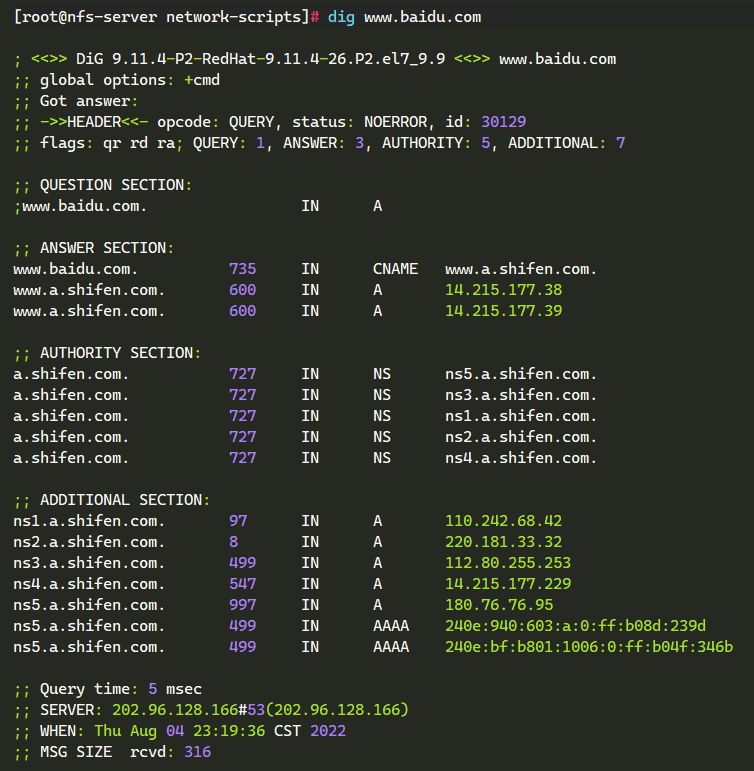 [root@nfs-server network-scripts]# dig www.baidu.com

; <<>> DiG 9.11.4-P2-RedHat-9.11.4-26.P2.el7_9.9 <<>> www.baidu.com
;; global options: +cmd
;; Got answer:
;; ->>HEADER<<- opcode: QUERY, status: NOERROR, id: 30129
;; flags: qr rd ra; QUERY: 1, ANSWER: 3, AUTHORITY: 5, ADDITIONAL: 7

;; QUESTION SECTION:
;www.baidu.com. IN A

;; ANSWER SECTION:
www.baidu.com. 735 IN CNAME www.a.shifen.com.
www.a.shifen.com. 600 IN A 14.215.177.38
www.a.shifen.com. 600 IN A 14.215.177.39

;; AUTHORITY SECTION:
a.shifen.com. 727 IN NS ns5.a.shifen.com.
a.shifen.com. 727 IN NS ns3.a.shifen.com.
a.shifen.com. 727 IN NS ns1.a.shifen.com.
a.shifen.com. 727 IN NS ns2.a.shifen.com.
a.shifen.com. 727 IN NS ns4.a.shifen.com.

;; ADDITIONAL SECTION:
ns1.a.shifen.com. 97 IN A 110.242.68.42
ns2.a.shifen.com. 8 IN A 220.181.33.32
ns3.a.shifen.com. 499 IN A 112.80.255.253
ns4.a.shifen.com. 547 IN A 14.215.177.229
ns5.a.shifen.com. 997 IN A 180.76.76.95
ns5.a.shifen.com. 499 IN AAAA 240e:940:603:a:0:ff:b08d:239d
ns5.a.shifen.com. 499 IN AAAA 240e:bf:b801:1006:0:ff:b04f:346b

;; Query time: 5 msec
;; SERVER: 202.96.128.166#53(202.96.128.166)
;; WHEN: Thu Aug 04 23:19:36 CST 2022
;; MSG SIZE rcvd: 316